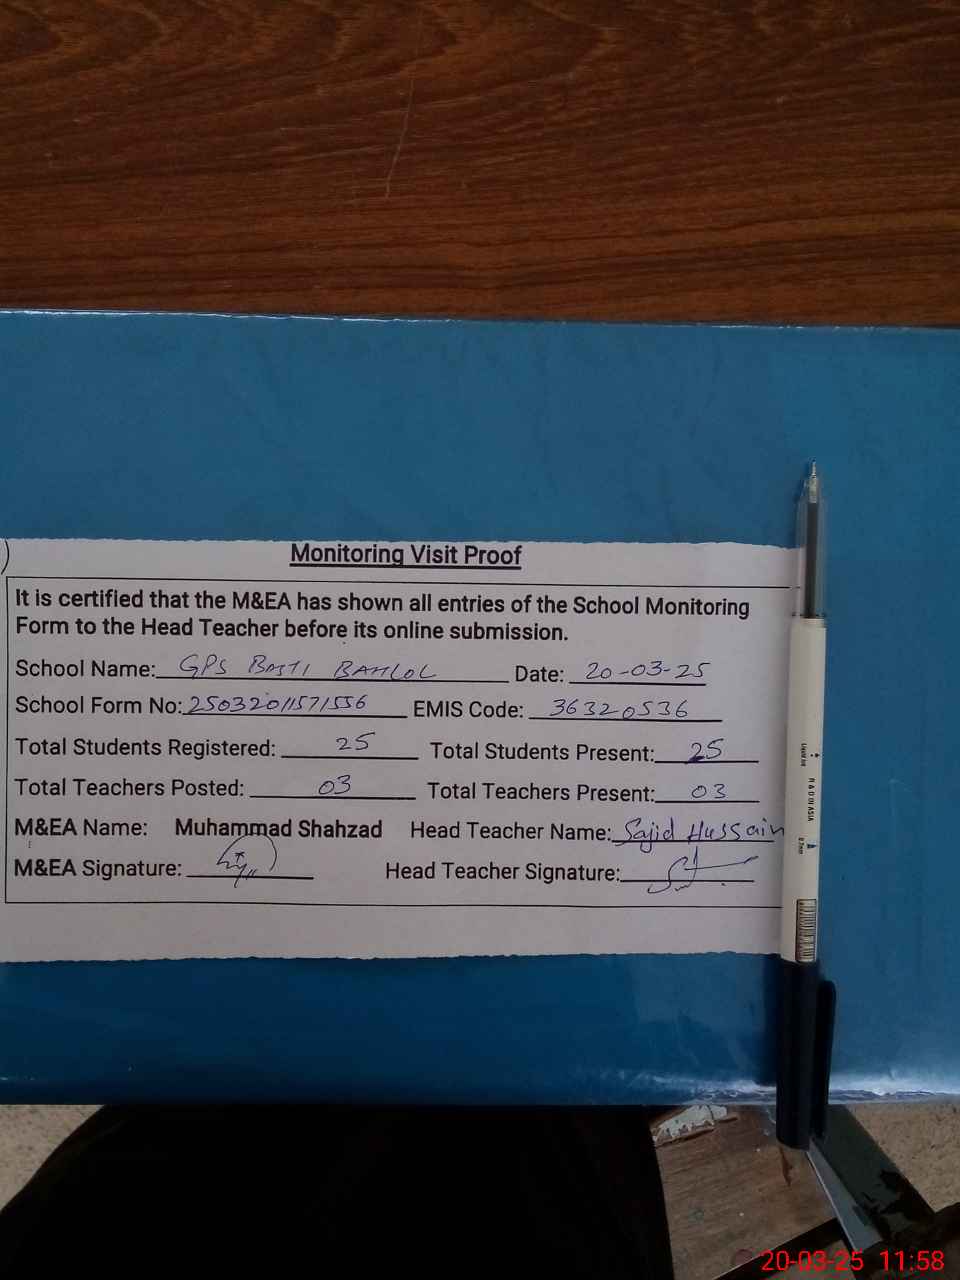 Monitoring Visit Proof
It is certified that the M&EA has shown all entries of the School Monitoring
Form to the Head Teacher before its online submission.
School Name: GPS BASTI BAHLOL Date: 20-03-25
School Form No: 25032011571556 EMIS Code: 36320536
Total Students Registered: 25 Total Students Present: 25
Total Teachers Posted: 03 Total Teachers Present: 03
M&EA Name: Muhammad Shahzad Head Teacher Name: Sajid Hussain
M&EA Signature: Head Teacher Signature:
20-03-25 11:58